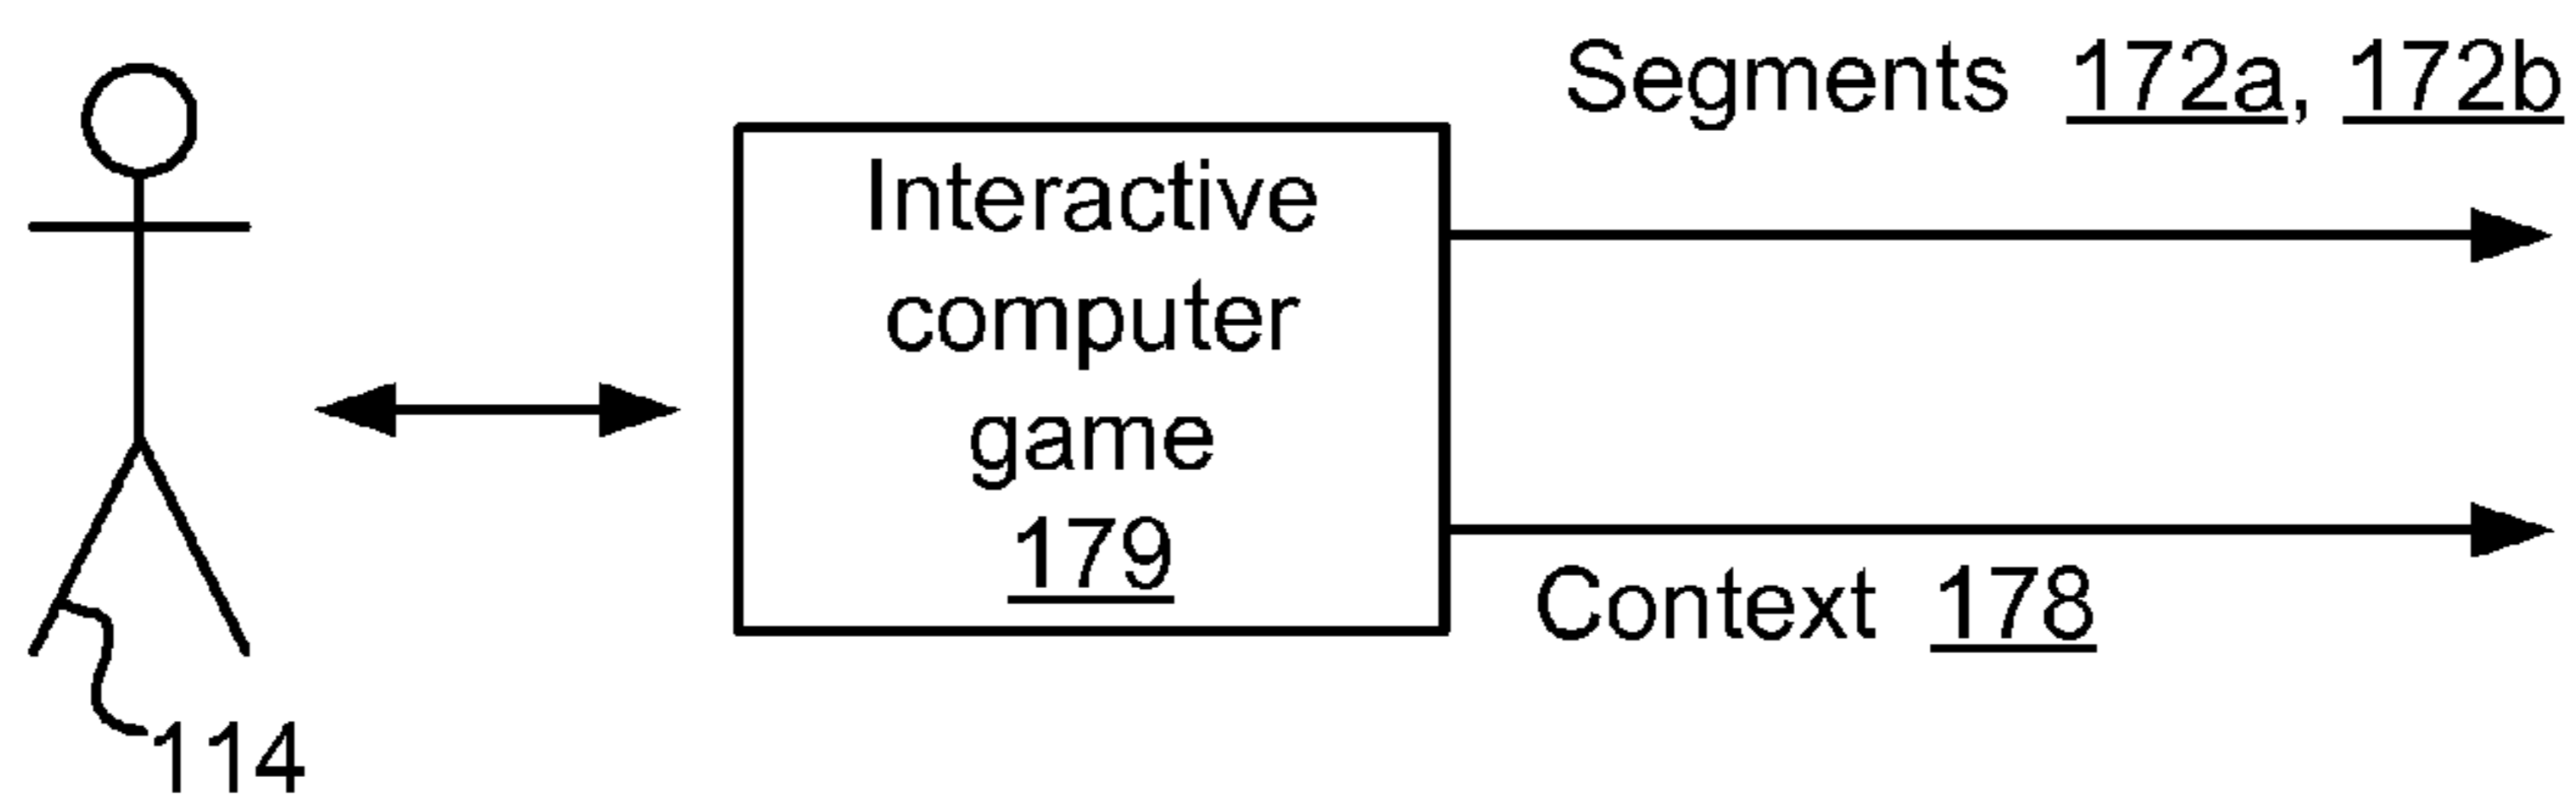 Segments 172a, 172b
Interactive
computer
game
179
Context 178
114